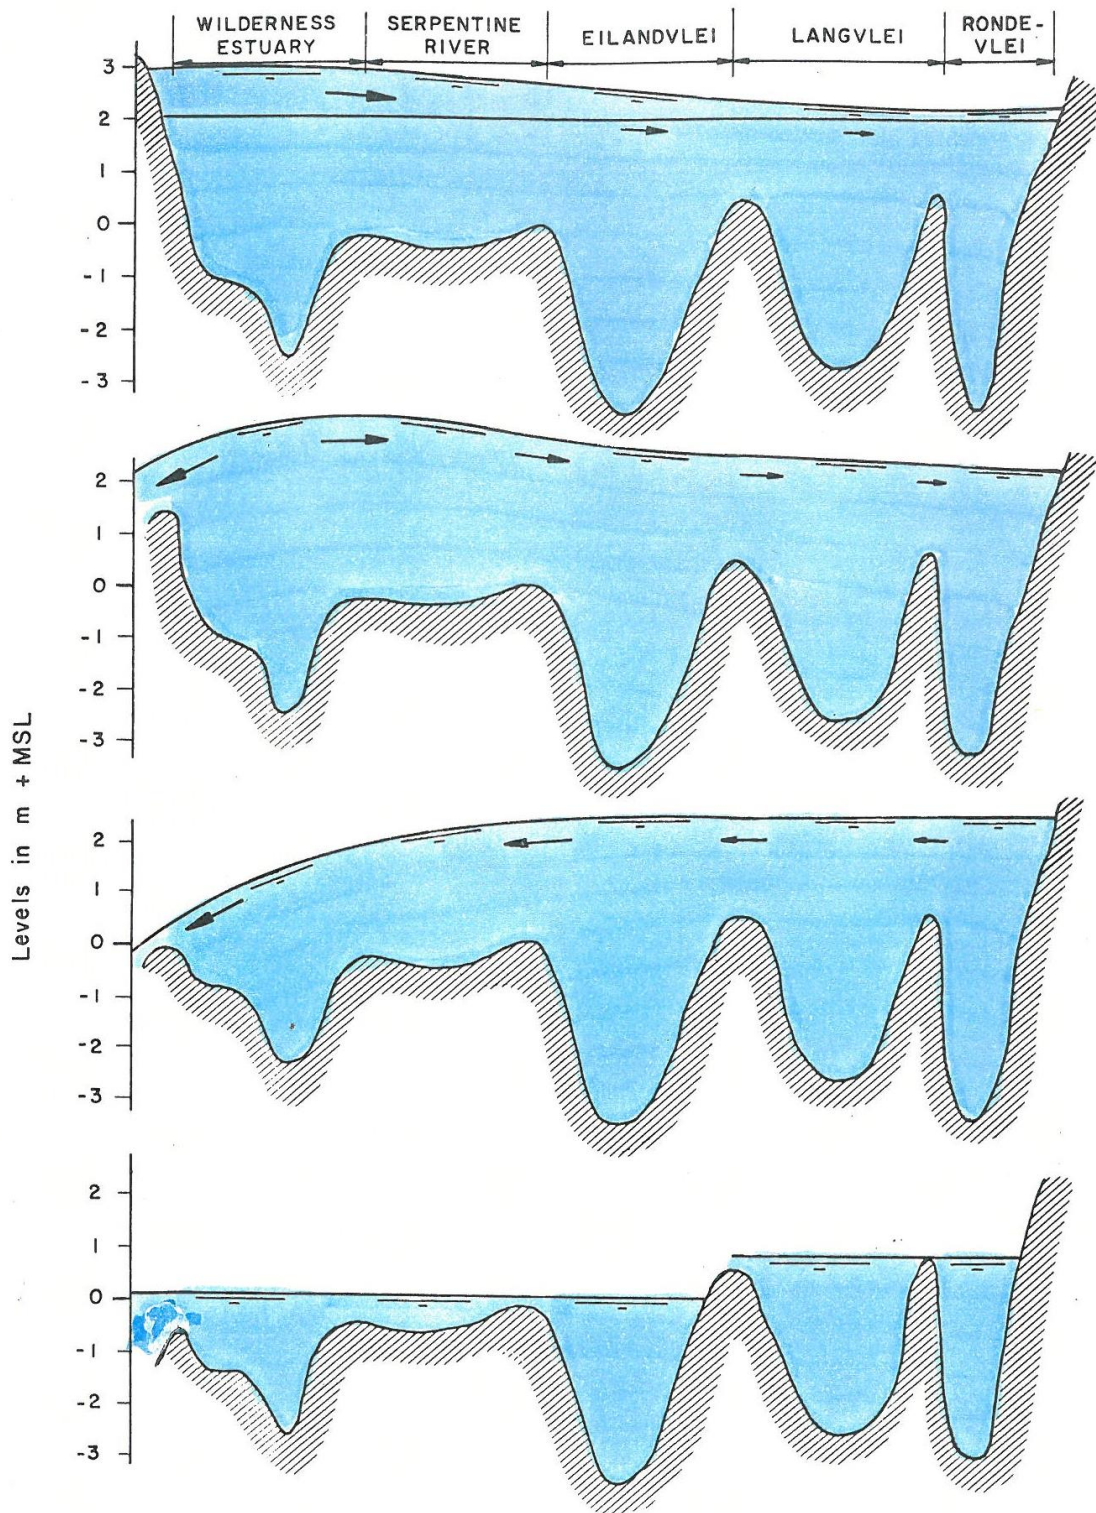 WILDERNESS
ESTUARY
SERPENTINE
RIVER
EILANDVLEI
LANGVLEI
RONDE-
VLEI
3
2
1
0
-1
-2
-3
2
1
0
-1
-2
-3
Levels in m + MSL
2
1
0
-1
-2
-3
2
1
0
-1
-2
-3